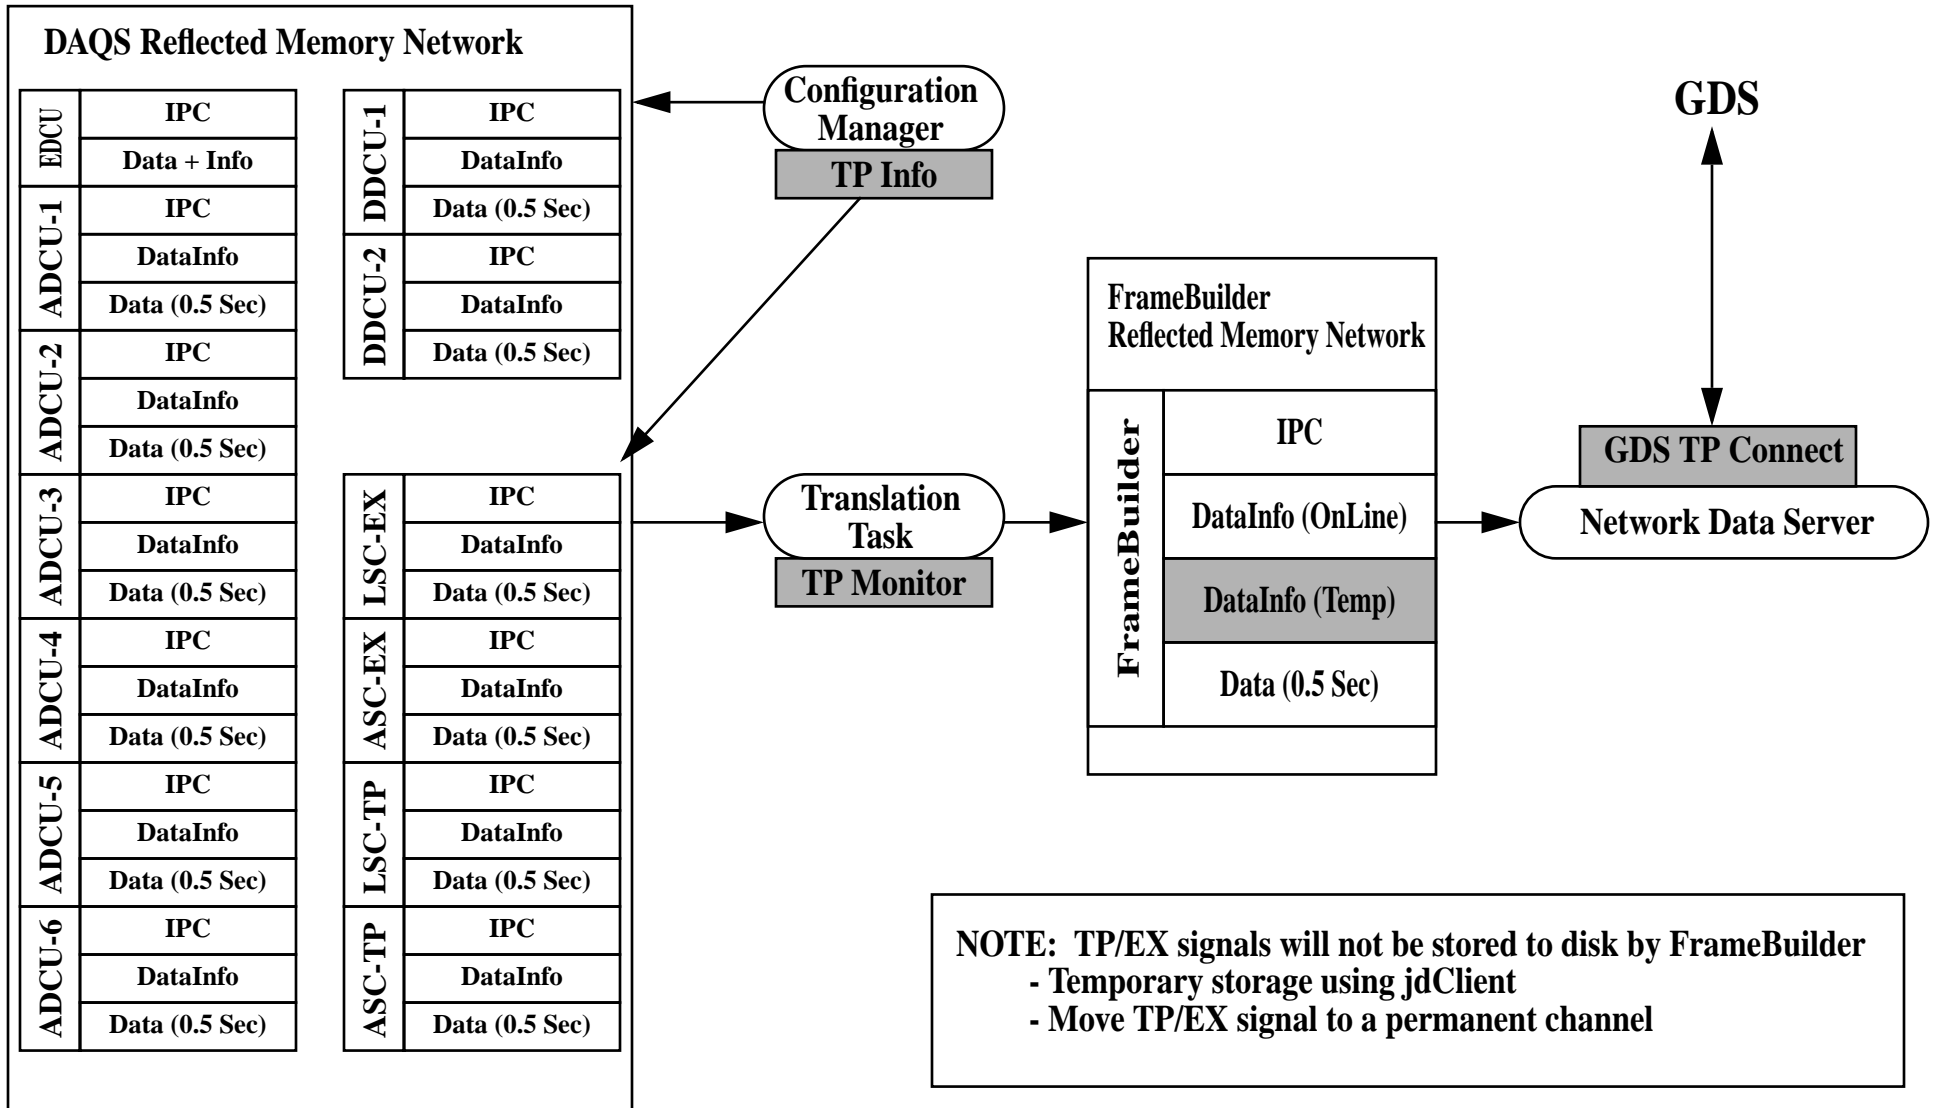 DAQS Reflected Memory Network
EDCU
IPC
Data + Info
ADCU-1
IPC
DataInfo
Data (0.5 Sec)
ADCU-2
IPC
DataInfo
Data (0.5 Sec)
ADCU-3
IPC
DataInfo
Data (0.5 Sec)
ADCU-4
IPC
DataInfo
Data (0.5 Sec)
ADCU-5
IPC
DataInfo
Data (0.5 Sec)
ADCU-6
IPC
DataInfo
Data (0.5 Sec)
DDCU-1
IPC
DataInfo
Data (0.5 Sec)
DDCU-2
IPC
DataInfo
Data (0.5 Sec)
LSC-EX
IPC
DataInfo
Data (0.5 Sec)
ASC-EX
IPC
DataInfo
Data (0.5 Sec)
LSC-TP
IPC
DataInfo
Data (0.5 Sec)
ASC-TP
IPC
DataInfo
Data (0.5 Sec)
Configuration
Manager
TP Info
Translation
Task
TP Monitor
FrameBuilder
Reflected Memory Network
FrameBuilder
IPC
DataInfo (OnLine)
DataInfo (Temp)
Data (0.5 Sec)
GDS
GDS TP Connect
Network Data Server
NOTE: TP/EX signals will not be stored to disk by FrameBuilder
- Temporary storage using jdClient
- Move TP/EX signal to a permanent channel